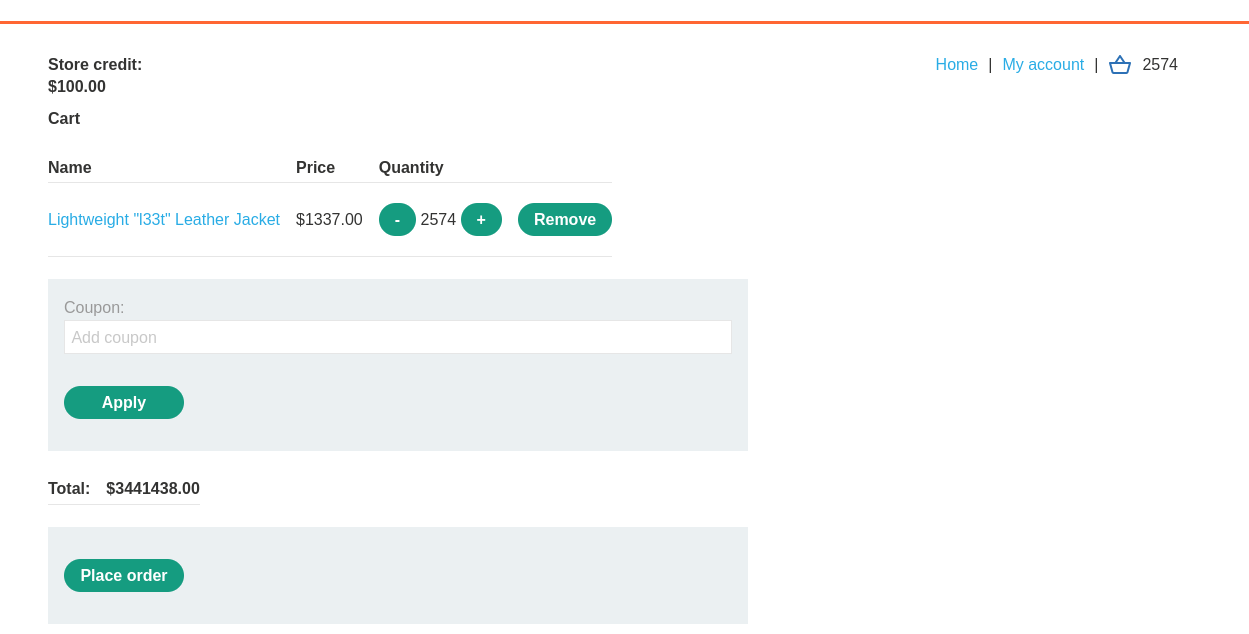 Store credit:
$100.00
Home | My account | 2574
Cart
Name Price Quantity
Lightweight "l33t" Leather Jacket $1337.00 - 2574 + Remove
Coupon:
Add coupon
Apply
Total: $3441438.00
Place order